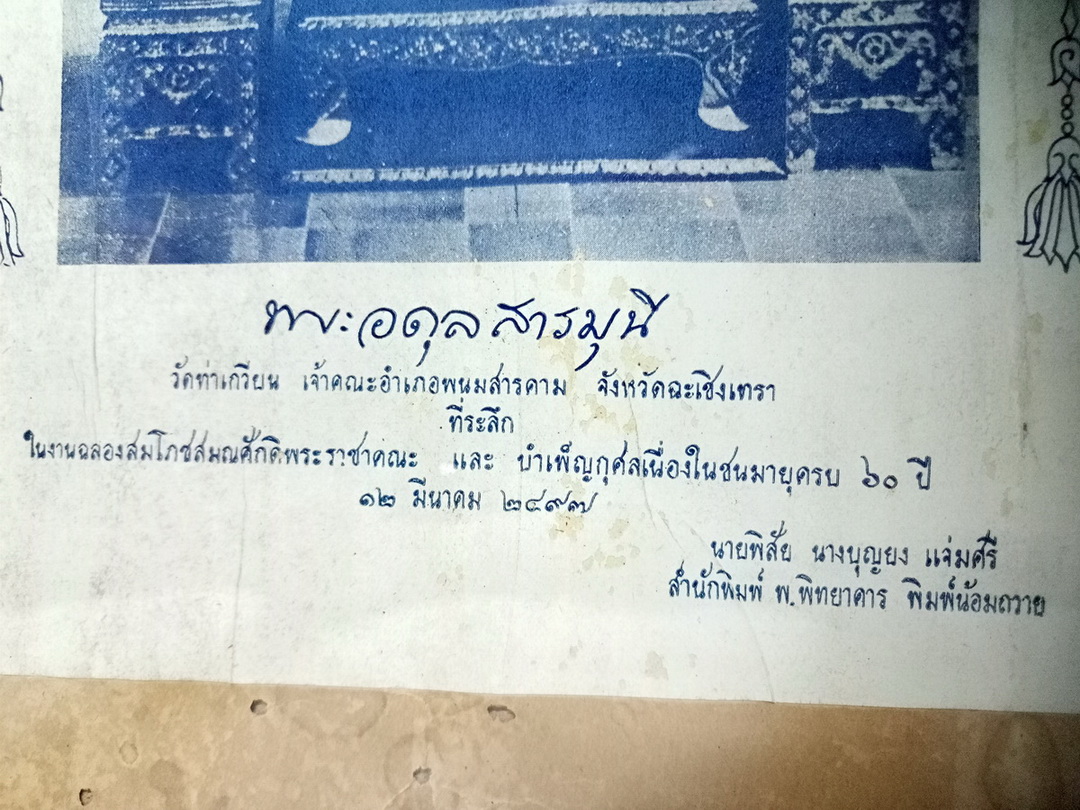 พระอดุลสารมุนี
วัดท่าเกวียน เจ้าคณะอำเภอพนมสารคาม จังหวัดฉะเชิงเทรา
ที่ระลึก
ในงานฉลองสมโภชสมณศักดิ์พระราชาคณะ และ บำเพ็ญกุศลเนื่องในชนมายุครบ ๖๐ ปี
๑๒ มีนาคม ๒๔๙๗
นายพิสัย นางบุญยง แจ่มศรี
สำนักพิมพ์ พ.พิทยาคาร พิมพ์น้อมถวาย